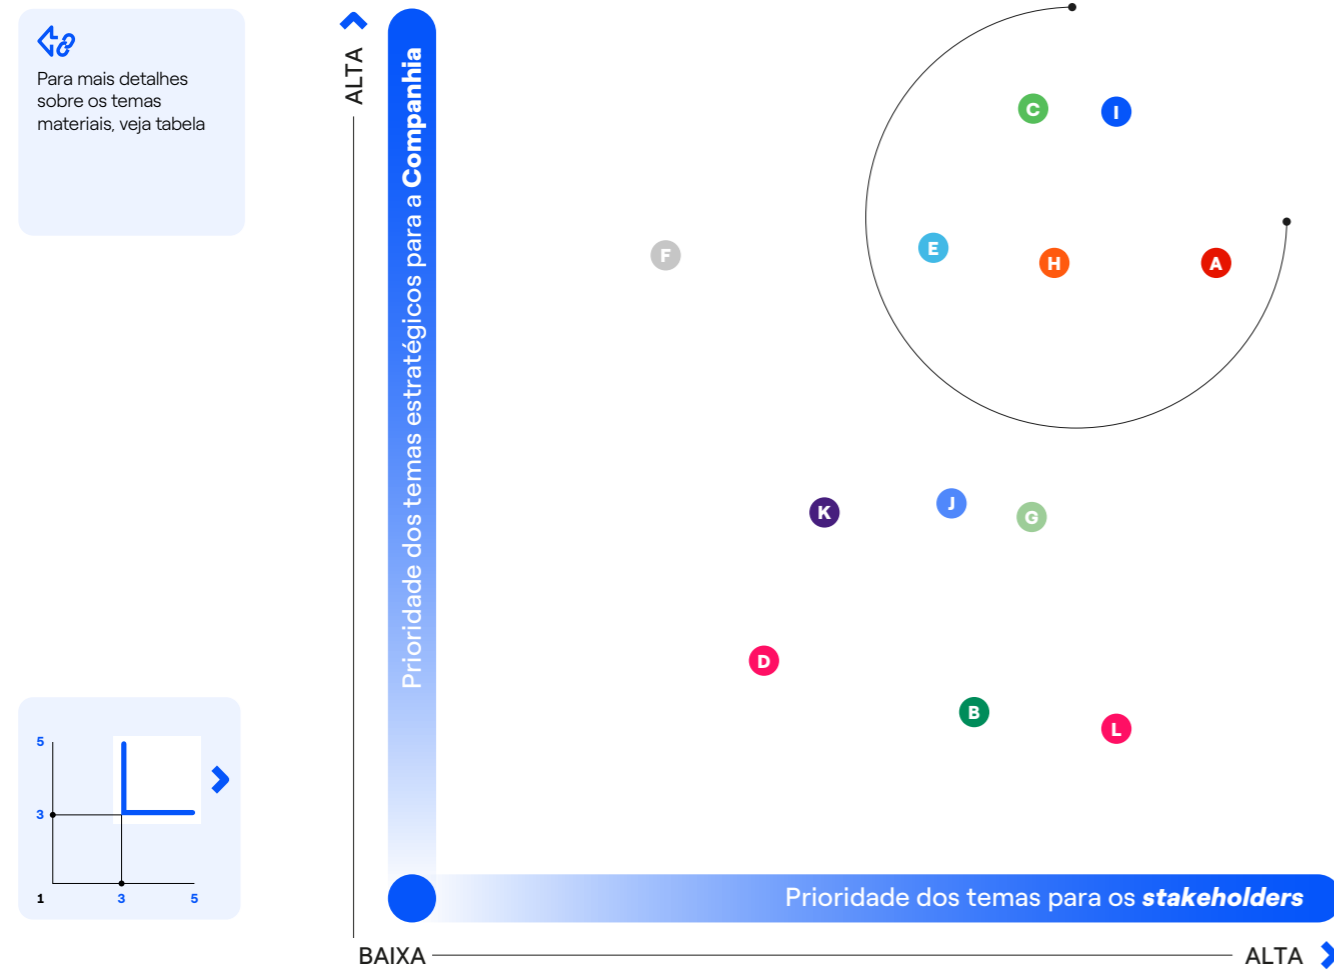 Para mais detalhes
sobre os temas
materiais, veja tabela
ALTA
Prioridade dos temas estratégicos para a Companhia
C
I
E
H
A
F
K
J
G
D
B
L
5
3
1
3
5
Prioridade dos temas para os stakeholders
BAIXA
ALTA